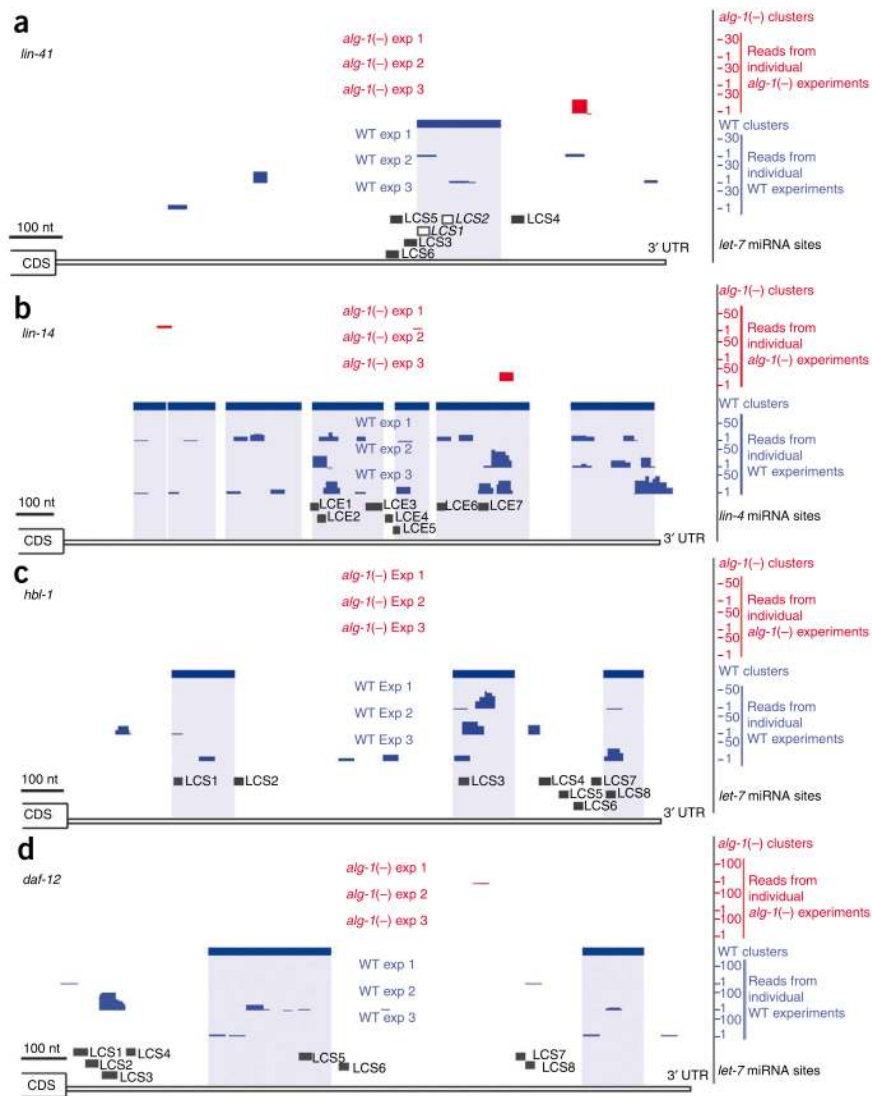 a
lin-41
alg-1(–) exp 1
alg-1(–) exp 2
alg-1(–) exp 3
WT exp 1
WT exp 2
WT exp 3
alg-1(–) clusters
30
1
30
1
30
1
Reads from
individual
alg-1(–) experiments
WT clusters
30
1
30
1
30
1
Reads from
individual
WT experiments
100 nt
LCS5
LCS2
LCS4
LCS1
LCS3
LCS6
3′ UTR
CDS
let-7 miRNA sites
b
lin-14
alg-1(–) exp 1
alg-1(–) exp 2
alg-1(–) exp 3
WT exp 1
WT exp 2
WT exp 3
alg-1(–) clusters
50
1
50
1
50
1
Reads from
individual
alg-1(–) experiments
WT clusters
50
1
50
1
50
1
Reads from
individual
WT experiments
100 nt
LCE1
LCE3
LCE6
LCE7
LCE2
LCE4
LCE5
3′ UTR
CDS
lin-4 miRNA sites
c
hbl-1
alg-1(–) Exp 1
alg-1(–) Exp 2
alg-1(–) Exp 3
WT Exp 1
WT Exp 2
WT Exp 3
alg-1(–) clusters
50
1
50
1
50
1
Reads from
individual
alg-1(–) experiments
WT clusters
50
1
50
1
50
1
Reads from
individual
WT experiments
100 nt
LCS1
LCS2
LCS3
LCS4
LCS7
LCS5
LCS8
LCS6
3′ UTR
CDS
let-7 miRNA sites
d
daf-12
alg-1(–) exp 1
alg-1(–) exp 2
alg-1(–) exp 3
WT exp 1
WT exp 2
WT exp 3
alg-1(–) clusters
100
1
100
1
100
1
Reads from
individual
alg-1(–) experiments
WT clusters
100
1
100
1
100
1
Reads from
individual
WT experiments
100 nt
LCS1
LCS4
LCS2
LCS3
LCS5
LCS6
LCS7
LCS8
3′ UTR
CDS
let-7 miRNA sites